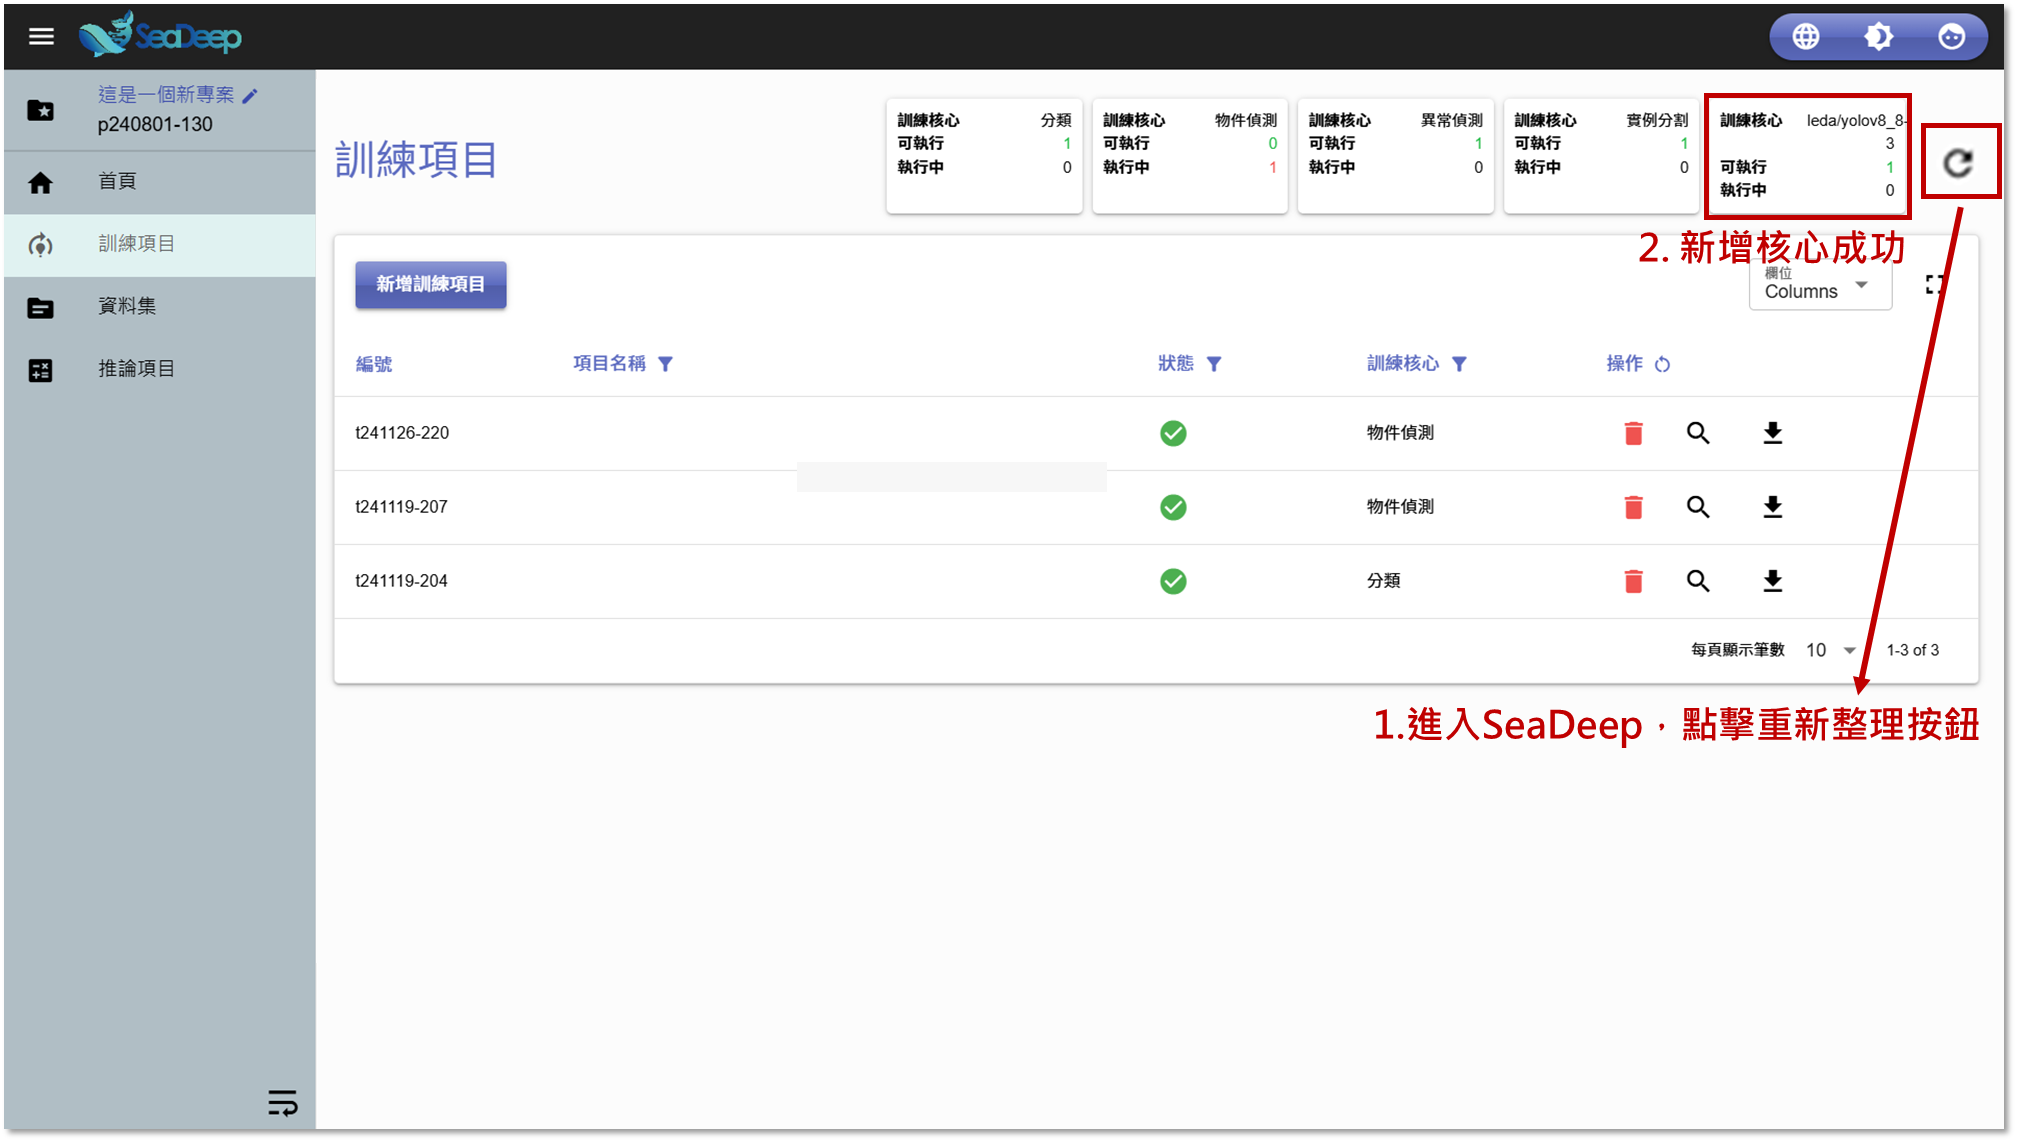 SeaDeep
這是一個新專案
p240801-130
首頁
訓練項目
資料集
推論項目
訓練項目
訓練核心 分類
可執行 1
執行中 0
訓練核心 物件偵測
可執行 0
執行中 1
訓練核心 異常偵測
可執行 1
執行中 0
訓練核心 實例分割
可執行 1
執行中 0
訓練核心 leda/yolov8_8-
3
可執行 1
執行中 0
2. 新增核心成功
新增訓練項目
欄位
Columns
編號 項目名稱 狀態 訓練核心 操作
t241126-220 物件偵測
t241119-207 物件偵測
t241119-204 分類
每頁顯示筆數 10 1-3 of 3
1.進入SeaDeep，點擊重新整理按鈕